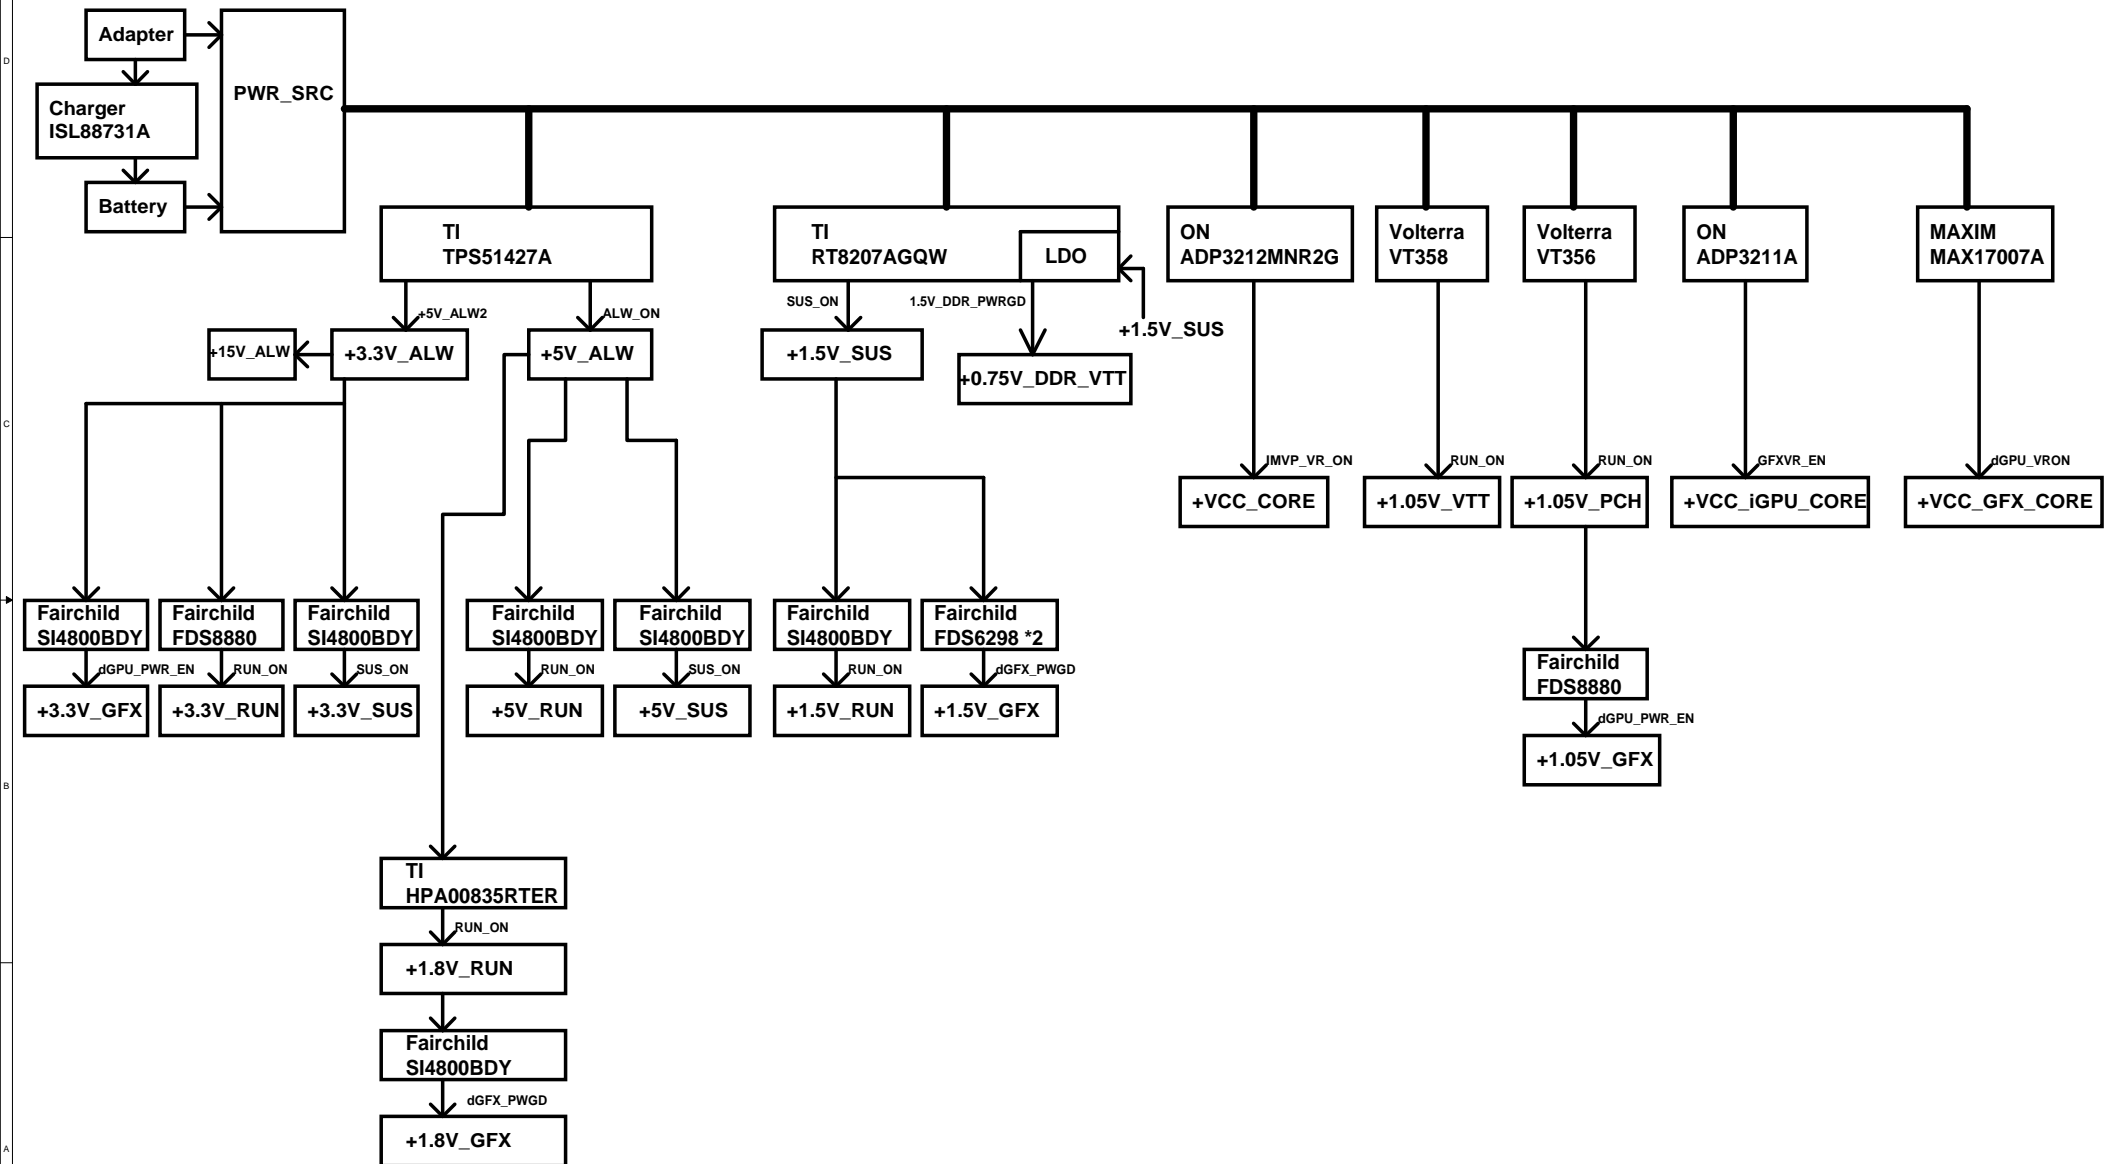 D
Adapter
PWR_SRC
Charger
ISL88731A
Battery
TI
TPS51427A
TI
RT8207AGQW
LDO
ON
ADP3212MNR2G
Volterra
VT358
Volterra
VT356
ON
ADP3211A
MAXIM
MAX17007A
+5V_ALW2
ALW_ON
SUS_ON
1.5V_DDR_PWRGD
+1.5V_SUS
+15V_ALW
+3.3V_ALW
+5V_ALW
+1.5V_SUS
+0.75V_DDR_VTT
C
IMVP_VR_ON
RUN_ON
RUN_ON
GFXVR_EN
dGPU_VRON
+VCC_CORE
+1.05V_VTT
+1.05V_PCH
+VCC_iGPU_CORE
+VCC_GFX_CORE
Fairchild
SI4800BDY
Fairchild
FDS8880
Fairchild
SI4800BDY
Fairchild
SI4800BDY
Fairchild
SI4800BDY
Fairchild
SI4800BDY
Fairchild
FDS6298 *2
Fairchild
FDS8880
dGPU_PWR_EN
RUN_ON
SUS_ON
RUN_ON
SUS_ON
RUN_ON
dGFX_PWGD
+3.3V_GFX
+3.3V_RUN
+3.3V_SUS
+5V_RUN
+5V_SUS
+1.5V_RUN
+1.5V_GFX
dGPU_PWR_EN
+1.05V_GFX
B
TI
HPA00835RTER
RUN_ON
+1.8V_RUN
Fairchild
SI4800BDY
dGFX_PWGD
+1.8V_GFX
A